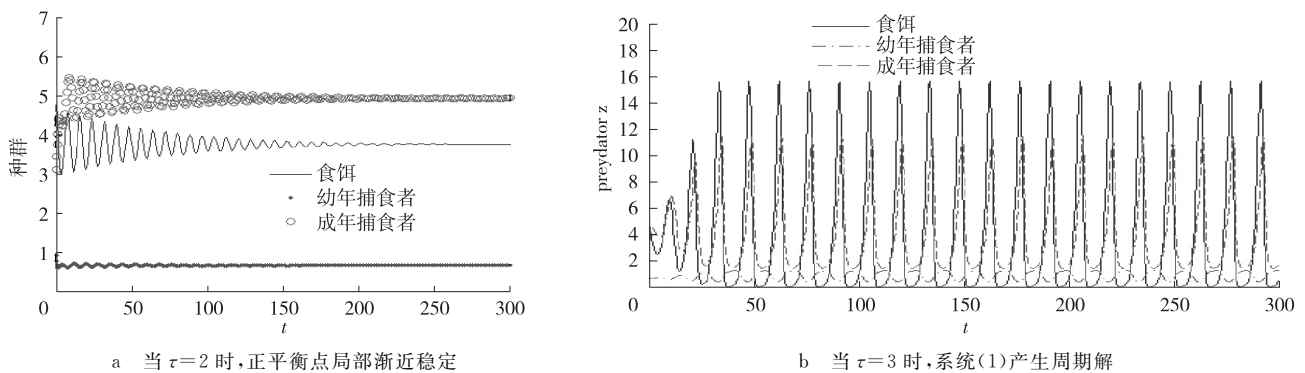 7
6
5
4
3
7
1
种群
食饵
幼年捕食者
成年捕食者
0 50 100 150 200 250 300
t
a 当 τ=2 时,正平衡点局部渐近稳定
20
18
16
14
12
10
8
6
4
2
preydator z
食饵
幼年捕食者
成年捕食者
0 50 100 150 200 250 300
t
b 当 τ=3 时,系统(1)产生周期解